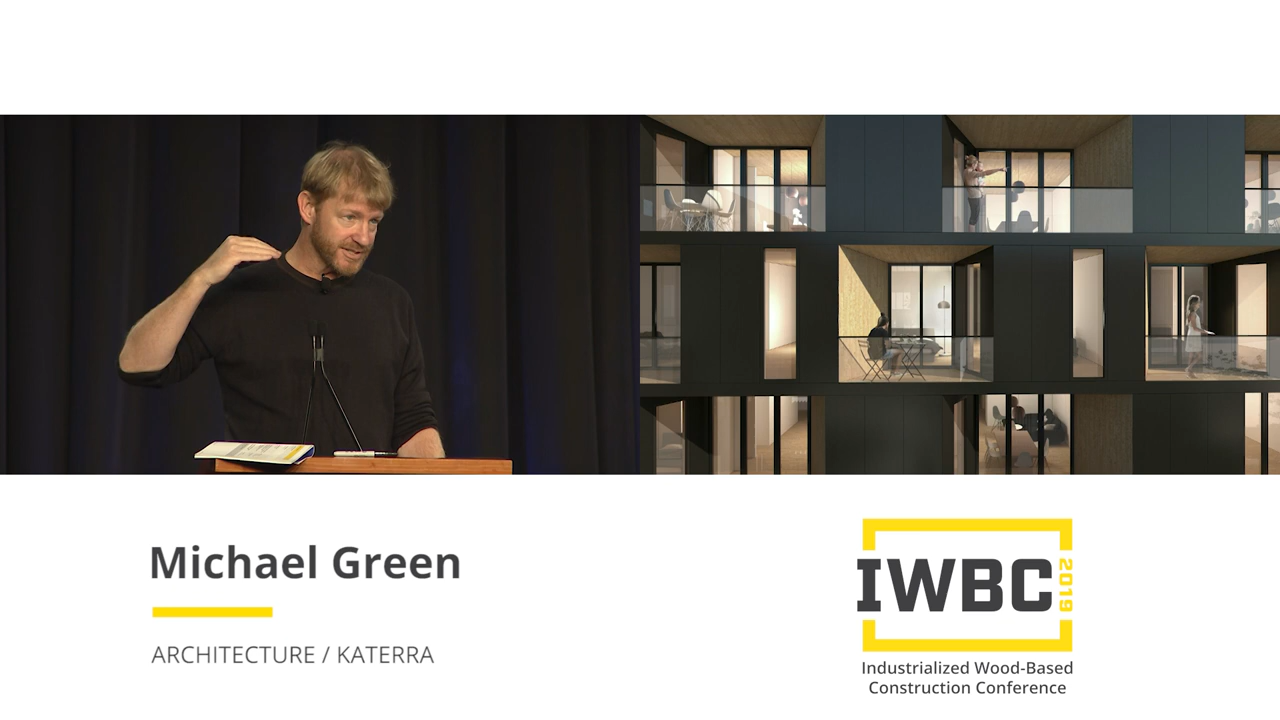 Michael Green
ARCHITECTURE / KATERRA
IWBC 2019
Industrialized Wood-Based
Construction Conference